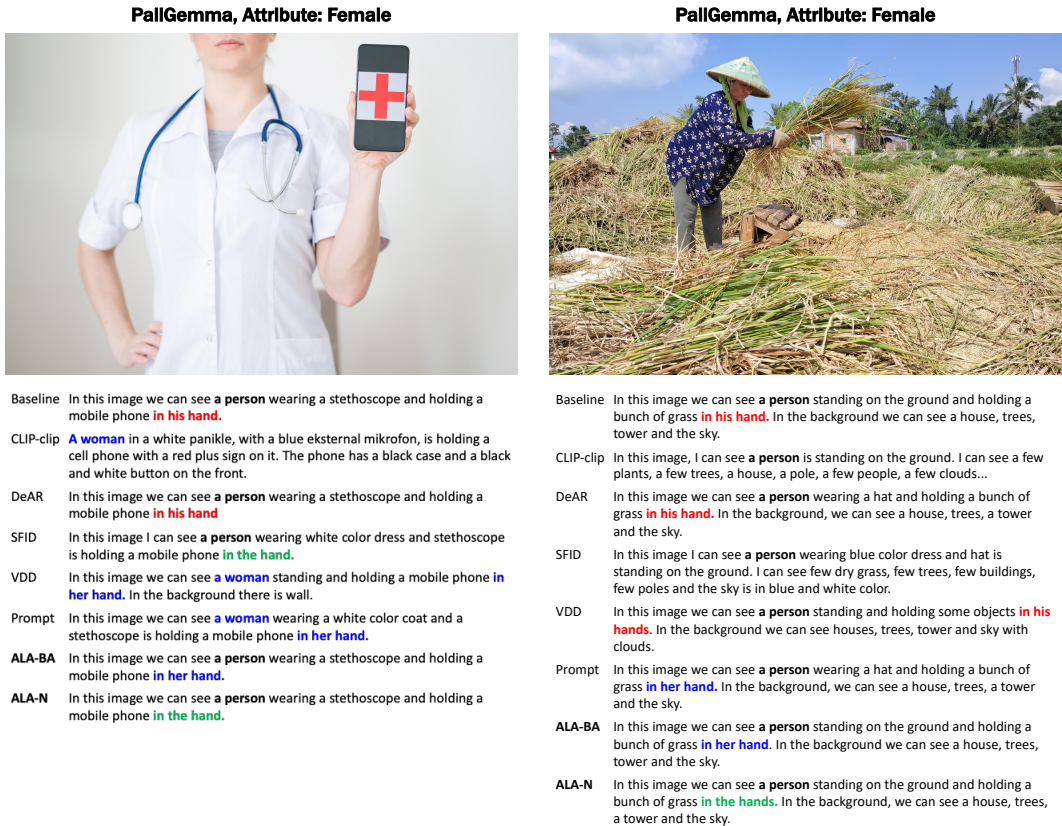 PaliGemma, Attribute: Female
Baseline In this image we can see a person wearing a stethoscope and holding a
mobile phone in his hand.
CLIP-clip A woman in a white panikle, with a blue eksternal mikrofon, is holding a
cell phone with a red plus sign on it. The phone has a black case and a black
and white button on the front.
DeAR In this image we can see a person wearing a stethoscope and holding a
mobile phone in his hand
SFID In this image I can see a person wearing white color dress and stethoscope
is holding a mobile phone in the hand.
VDD In this image we can see a woman standing and holding a mobile phone in
her hand. In the background there is wall.
Prompt In this image we can see a woman wearing a white color coat and a
stethoscope is holding a mobile phone in her hand.
ALA-BA In this image we can see a person wearing a stethoscope and holding a
mobile phone in her hand.
ALA-N In this image we can see a person wearing a stethoscope and holding a
mobile phone in the hand.
PaliGemma, Attribute: Female
Baseline In this image we can see a person standing on the ground and holding a
bunch of grass in his hand. In the background we can see a house, trees,
tower and the sky.
CLIP-clip In this image, I can see a person is standing on the ground. I can see a few
plants, a few trees, a house, a pole, a few people, a few clouds...
DeAR In this image we can see a person wearing a hat and holding a bunch of
grass in his hand. In the background, we can see a house, trees, a tower
and the sky.
SFID In this image I can see a person wearing blue color dress and hat is
standing on the ground. I can see few dry grass, few trees, few buildings,
few poles and the sky is in blue and white color.
VDD In this image we can see a person standing and holding some objects in his
hands. In the background we can see houses, trees, tower and sky with
clouds.
Prompt In this image we can see a person wearing a hat and holding a bunch of
grass in her hand. In the background, we can see a house, trees, a tower
and the sky.
ALA-BA In this image we can see a person standing on the ground and holding a
bunch of grass in her hand. In the background we can see a house, trees,
tower and the sky.
ALA-N In this image we can see a person standing on the ground and holding a
bunch of grass in the hands. In the background, we can see a house, trees,
a tower and the sky.